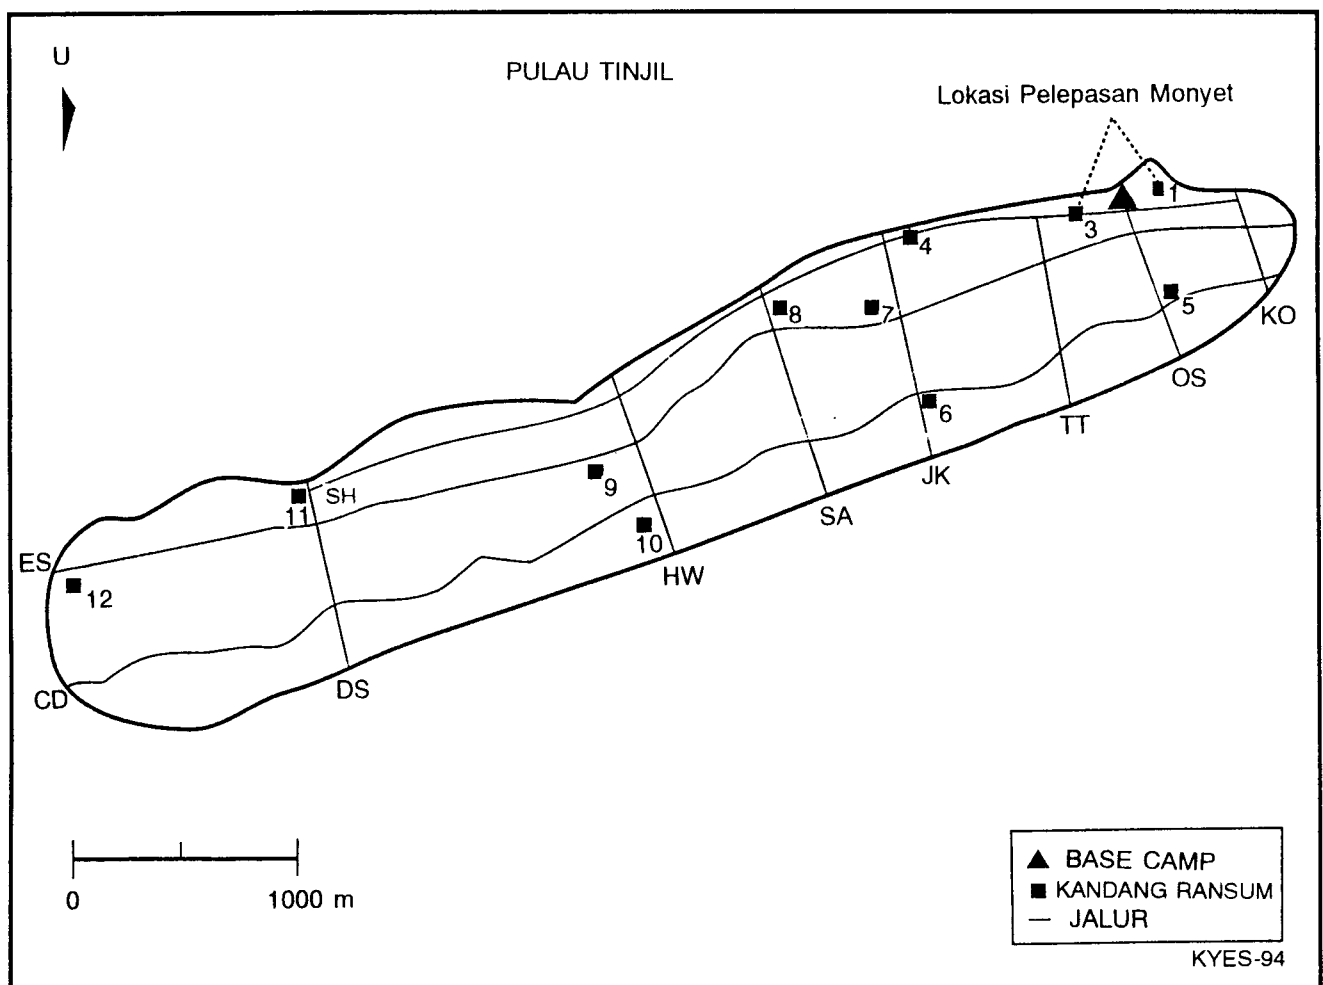 U
PULAU TINJIL
Lokasi Pelepasan Monyet
1
3
4
5
KO
8
7
OS
6
TT
9
JK
SH
11
SA
10
ES
HW
12
CD
DS
0
1000 m
BASE CAMP
KANDANG RANSUM
JALUR
KYES-94